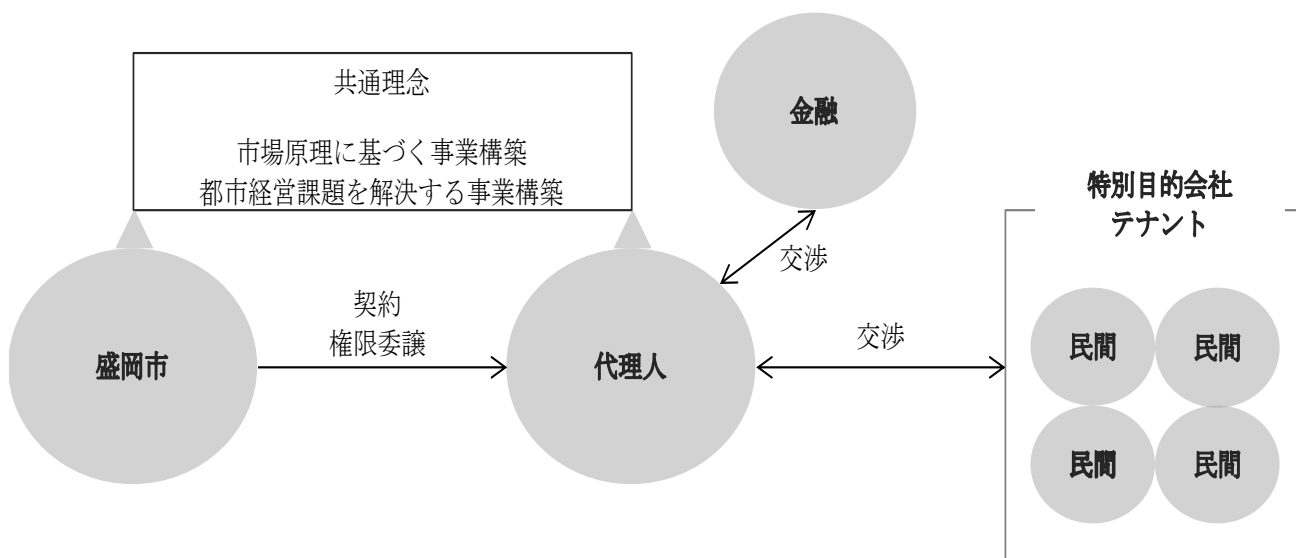 共通理念
市場原理に基づく事業構築
都市経営課題を解決する事業構築
金融
特別目的会社
テナント
交渉
契約
権限委譲
交渉
盛岡市
代理人
民間
民間
民間
民間